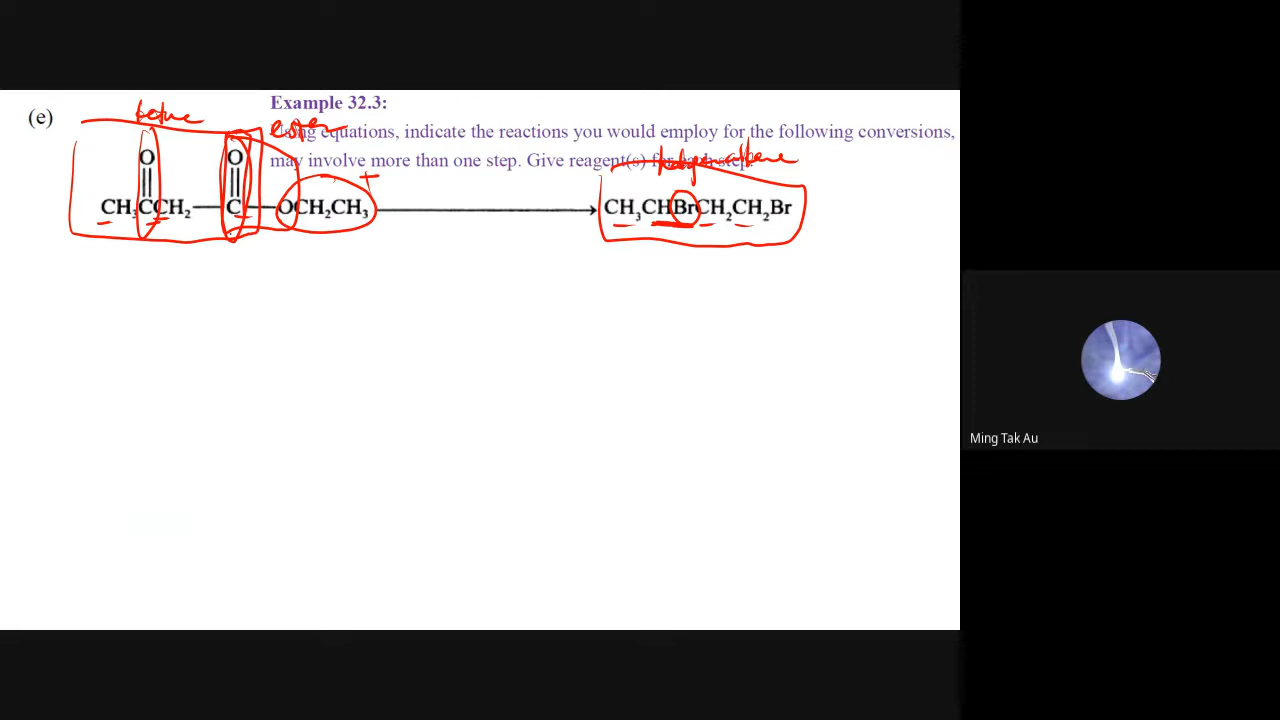 Example 32.3:
(e)
ketone
ester
Using equations, indicate the reactions you would employ for the following conversions,
may involve more than one step. Give reagent(s) for each step.
O
O
CH₃CCH₂—C—OCH₂CH₃ → CH₃CHBrCH₂CH₂Br
Ming Tak Au